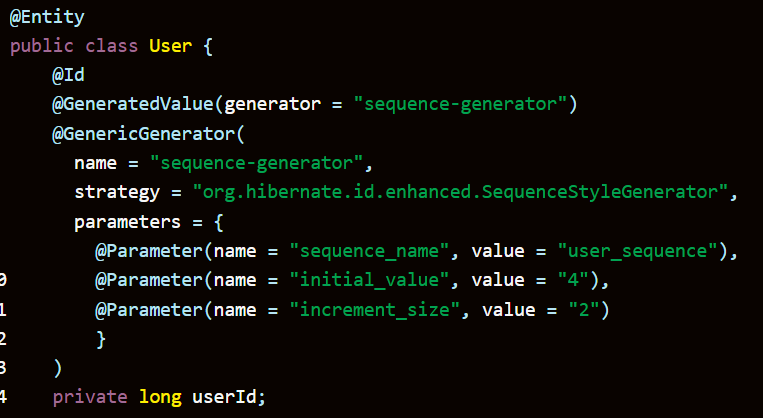 @Entity
public class User {
    @Id
    @GeneratedValue(generator = "sequence-generator")
    @GenericGenerator(
      name = "sequence-generator",
      strategy = "org.hibernate.id.enhanced.SequenceStyleGenerator",
      parameters = {
        @Parameter(name = "sequence_name", value = "user_sequence"),
0       @Parameter(name = "initial_value", value = "4"),
1       @Parameter(name = "increment_size", value = "2")
2       }
3   )
4   private long userId;